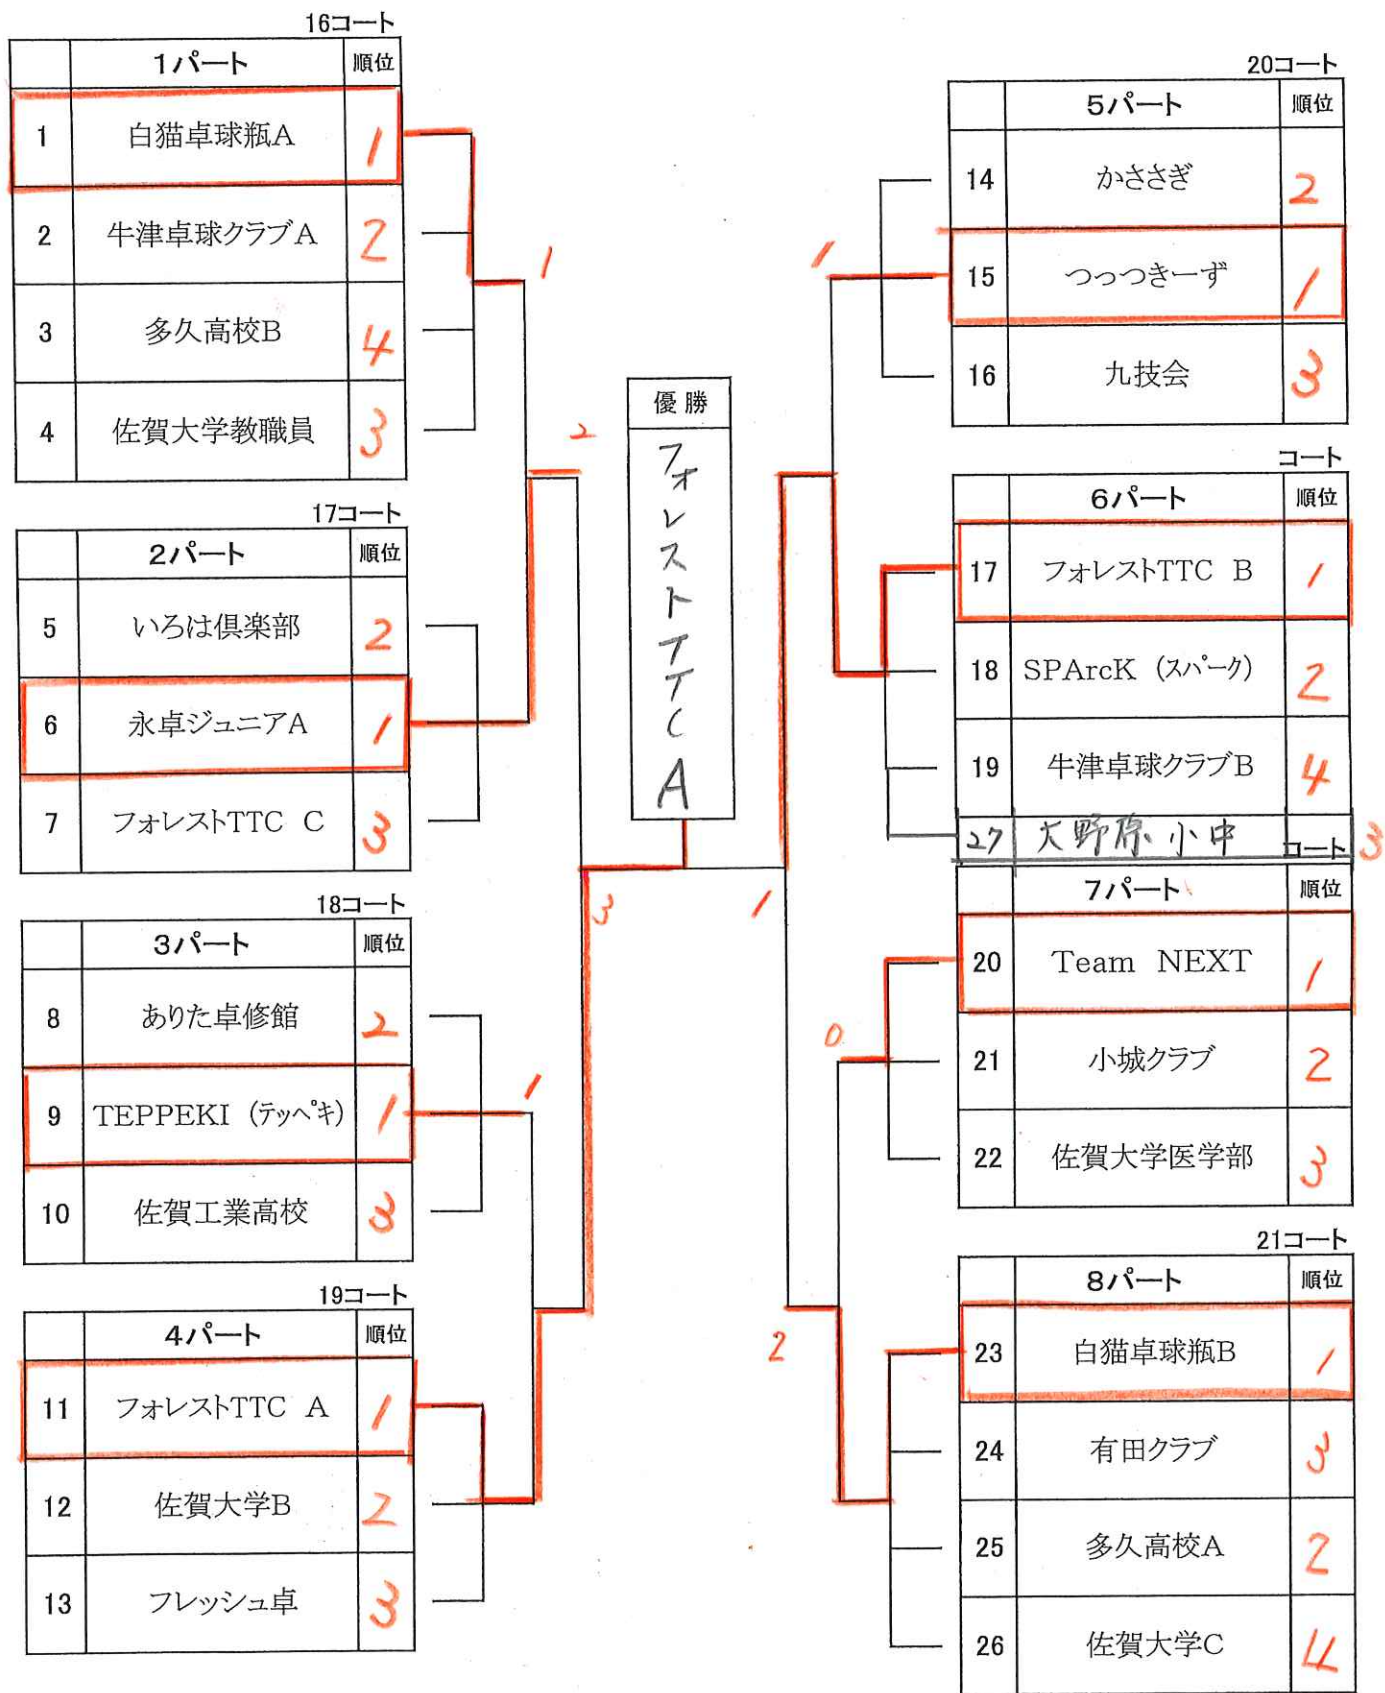 16コート
1パート 順位
1 白猫卓球瓶A 1
2 牛津卓球クラブA 2
3 多久高校B 4
4 佐賀大学教職員 3
17コート
2パート 順位
5 いろは倶楽部 2
6 永卓ジュニアA 1
7 フォレストTTC C 3
18コート
3パート 順位
8 ありた卓修館 2
9 TEPPEKI (テッペキ) 1
10 佐賀工業高校 3
19コート
4パート 順位
11 フォレストTTC A 1
12 佐賀大学B 2
13 フレッシュ卓 3
1
2
1
3
優勝
フォレストTTC A
1
1
0
2
20コート
5パート 順位
14 かささぎ 2
15 つっつきーず 1
16 九技会 3
コート
6パート 順位
17 フォレストTTC B 1
18 SPArcK (スパーク) 2
19 牛津卓球クラブB 4
27 大野原小中 3
コート
7パート 順位
20 Team NEXT 1
21 小城クラブ 2
22 佐賀大学医学部 3
21コート
8パート 順位
23 白猫卓球瓶B 1
24 有田クラブ 3
25 多久高校A 2
26 佐賀大学C 4